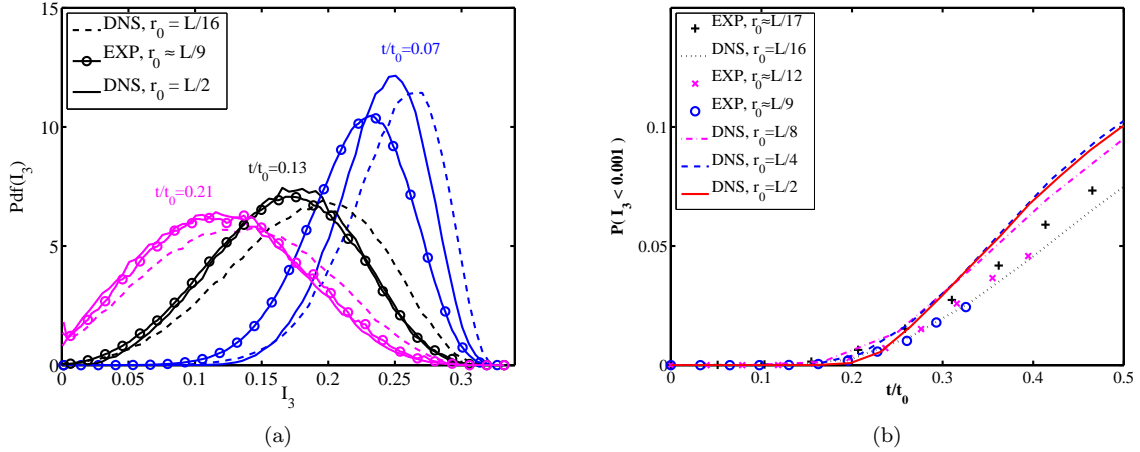 15
10
5
0
Pdf(I₃)
DNS, r₀ = L/16
EXP, r₀ ≈ L/9
DNS, r₀ = L/2
t/t₀=0.07
t/t₀=0.13
t/t₀=0.21
0 0.05 0.1 0.15 0.2 0.25 0.3
I₃
(a)
0.1
0.05
0
P( I₃ < 0.001 )
EXP, r₀≈L/17
DNS, r₀=L/16
EXP, r₀≈L/12
EXP, r₀≈L/9
DNS, r₀=L/8
DNS, r₀=L/4
DNS, r₀=L/2
0 0.1 0.2 0.3 0.4 0.5
t/t₀
(b)